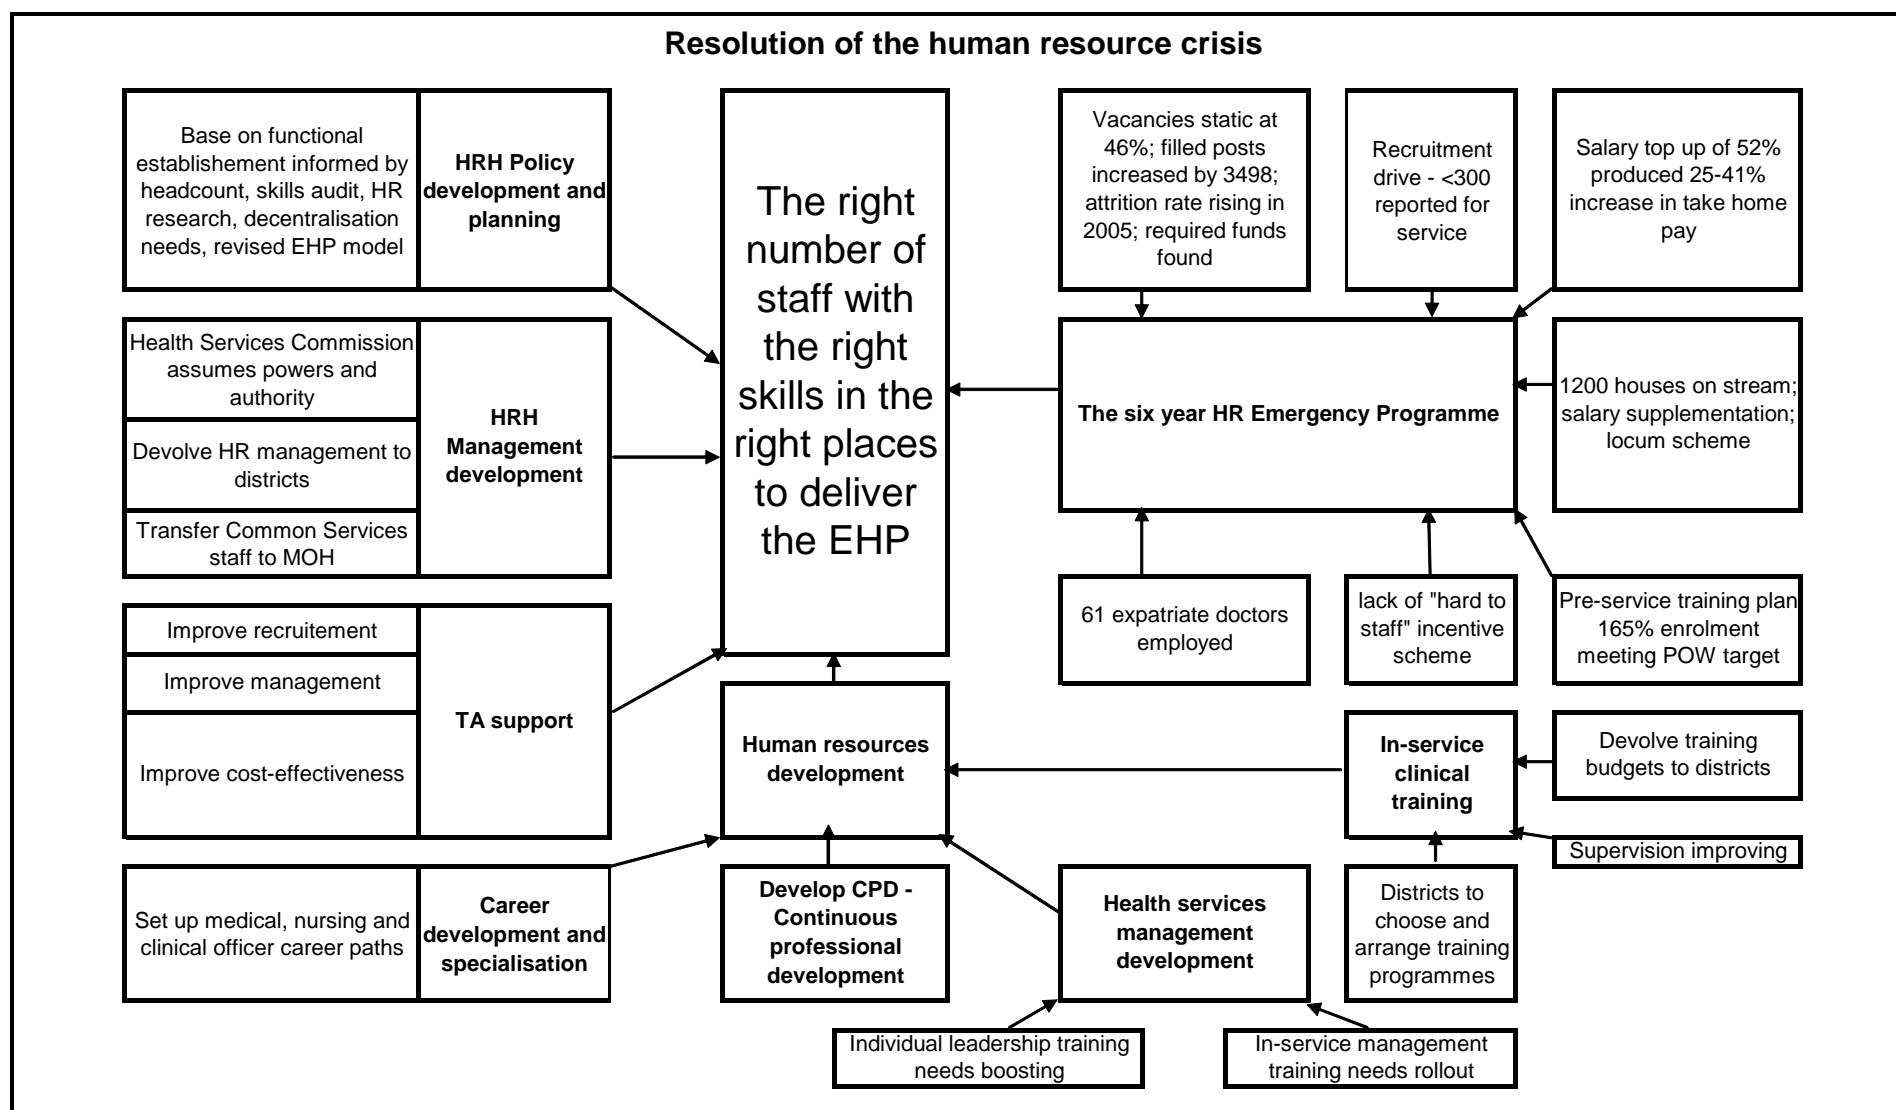 Resolution of the human resource crisis
Base on functional
establishement informed by
headcount, skills audit, HR
research, decentralisation
needs, revised EHP model
HRH Policy
development and
planning
Health Services Commission
assumes powers and
authority
Devolve HR management to
districts
Transfer Common Services
staff to MOH
HRH
Management
development
Improve recruitement
Improve management
Improve cost-effectiveness
TA support
Set up medical, nursing and
clinical officer career paths
Career
development and
specialisation
The right
number of
staff with
the right
skills in the
right places
to deliver
the EHP
Human resources
development
Develop CPD -
Continuous
professional
development
Vacancies static at
46%; filled posts
increased by 3498;
attrition rate rising in
2005; required funds
found
Recruitment
drive - <300
reported for
service
Salary top up of 52%
produced 25-41%
increase in take home
pay
The six year HR Emergency Programme
1200 houses on stream;
salary supplementation;
locum scheme
61 expatriate doctors
employed
lack of "hard to
staff" incentive
scheme
Pre-service training plan
165% enrolment
meeting POW target
In-service
clinical
training
Devolve training
budgets to districts
Supervision improving
Health services
management
development
Districts to
choose and
arrange training
programmes
Individual leadership training
needs boosting
In-service management
training needs rollout